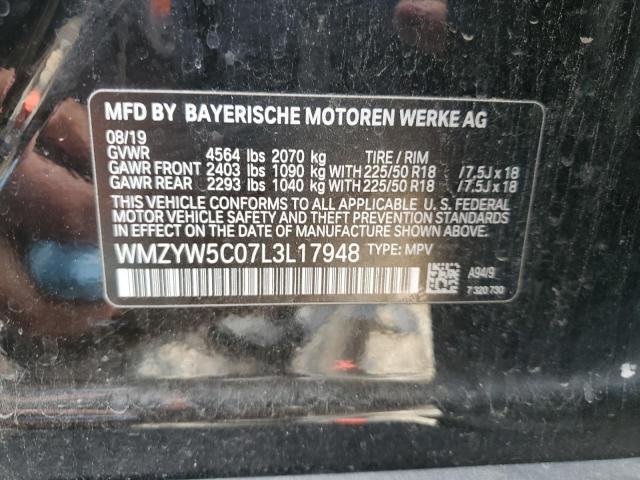 MFD BY BAYERISCHE MOTOREN WERKE AG
08/19
GVWR 4564 lbs 2070 kg TIRE / RIM
GAWR FRONT 2403 lbs 1090 kg WITH 225/50 R18 /7.5J x 18
GAWR REAR 2293 lbs 1040 kg WITH 225/50 R18 /7.5J x 18
THIS VEHICLE CONFORMS TO ALL APPLICABLE U. S. FEDERAL
MOTOR VEHICLE SAFETY, BUMPER, AND THEFT PREVENTION
STANDARDS IN EFFECT ON THE DATE OF MANUFACTURE SHOWN ABOVE.
WMZYW5C07L3L17948 TYPE: MPV
A94/9
7 320 730